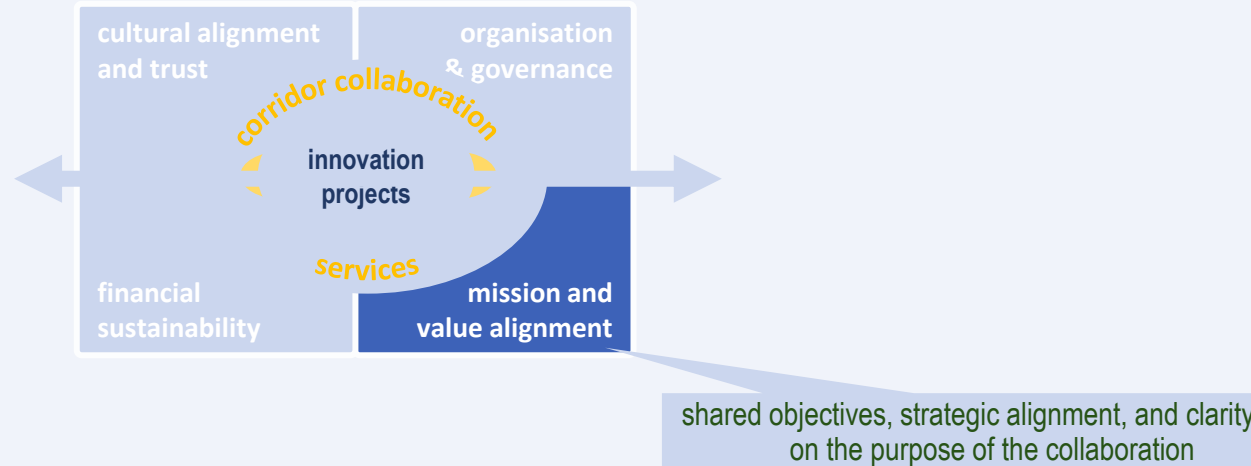 cultural alignment
and trust
organisation
& governance
corridor collaboration
innovation
projects
services
financial
sustainability
mission and
value alignment
shared objectives, strategic alignment, and clarity
on the purpose of the collaboration